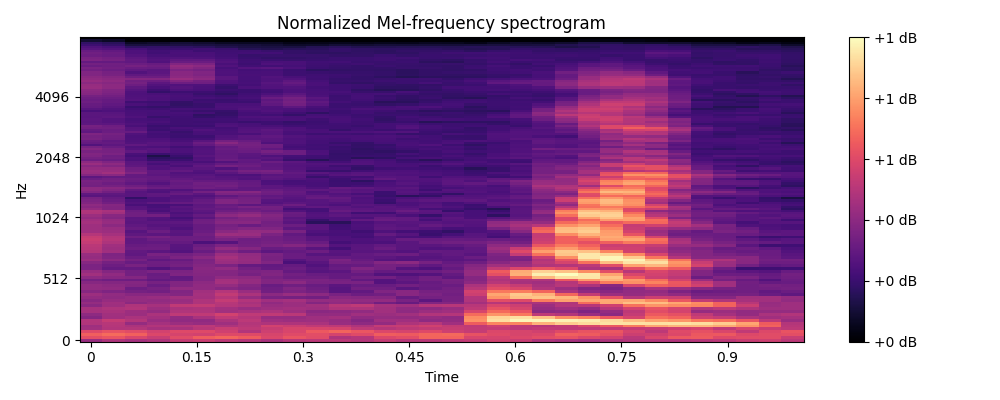 Normalized Mel-frequency spectrogram
Hz
4096
2048
1024
512
0
0 0.15 0.3 0.45 0.6 0.75 0.9
Time
+1 dB
+1 dB
+1 dB
+0 dB
+0 dB
+0 dB